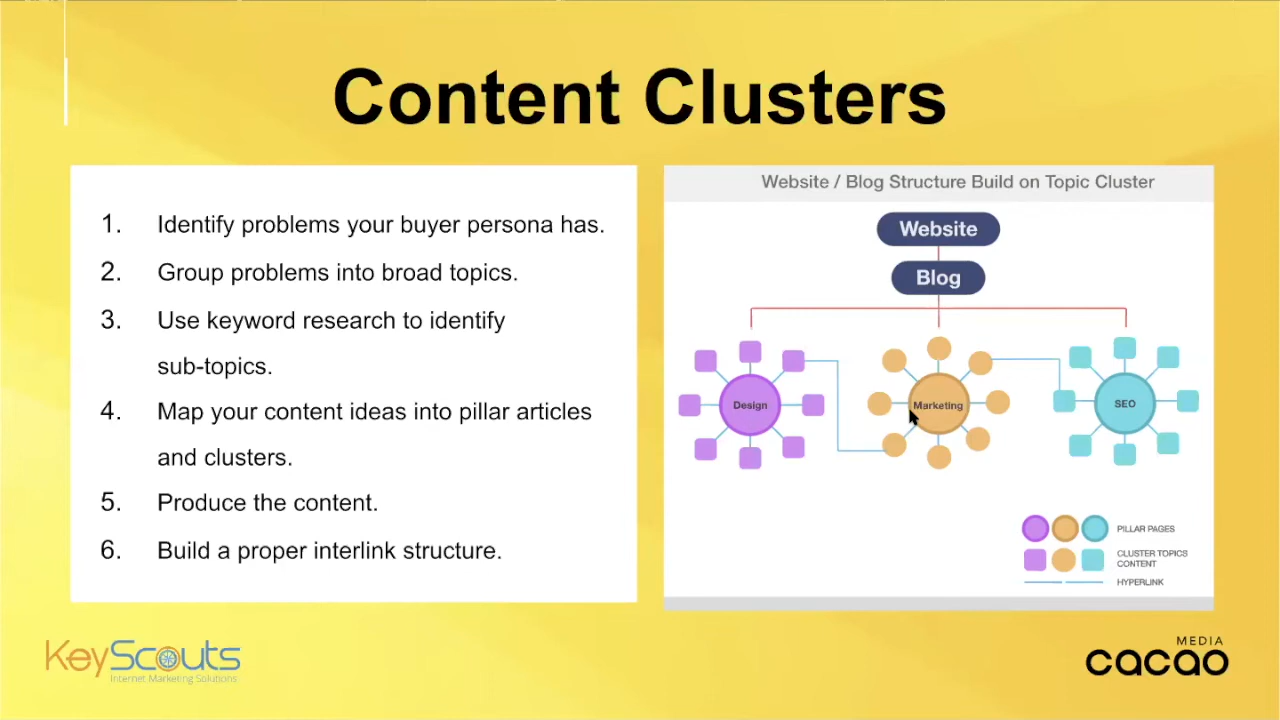 Content Clusters
1. Identify problems your buyer persona has.
2. Group problems into broad topics.
3. Use keyword research to identify
sub-topics.
4. Map your content ideas into pillar articles
and clusters.
5. Produce the content.
6. Build a proper interlink structure.
Website / Blog Structure Build on Topic Cluster
Website
Blog
Design
Marketing
SEO
PILLAR PAGES
CLUSTER TOPICS
CONTENT
HYPERLINK
KeyScouts
Internet Marketing Solutions
MEDIA
cacao